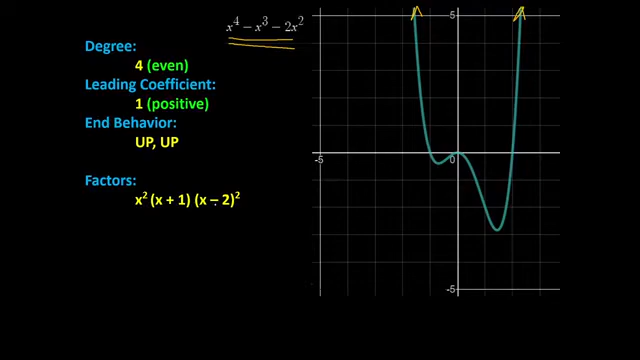 x⁴ − x³ − 2x²
Degree:
4 (even)
Leading Coefficient:
1 (positive)
End Behavior:
UP, UP
Factors:
x² (x + 1) (x – 2)²
5
-5
0
-5